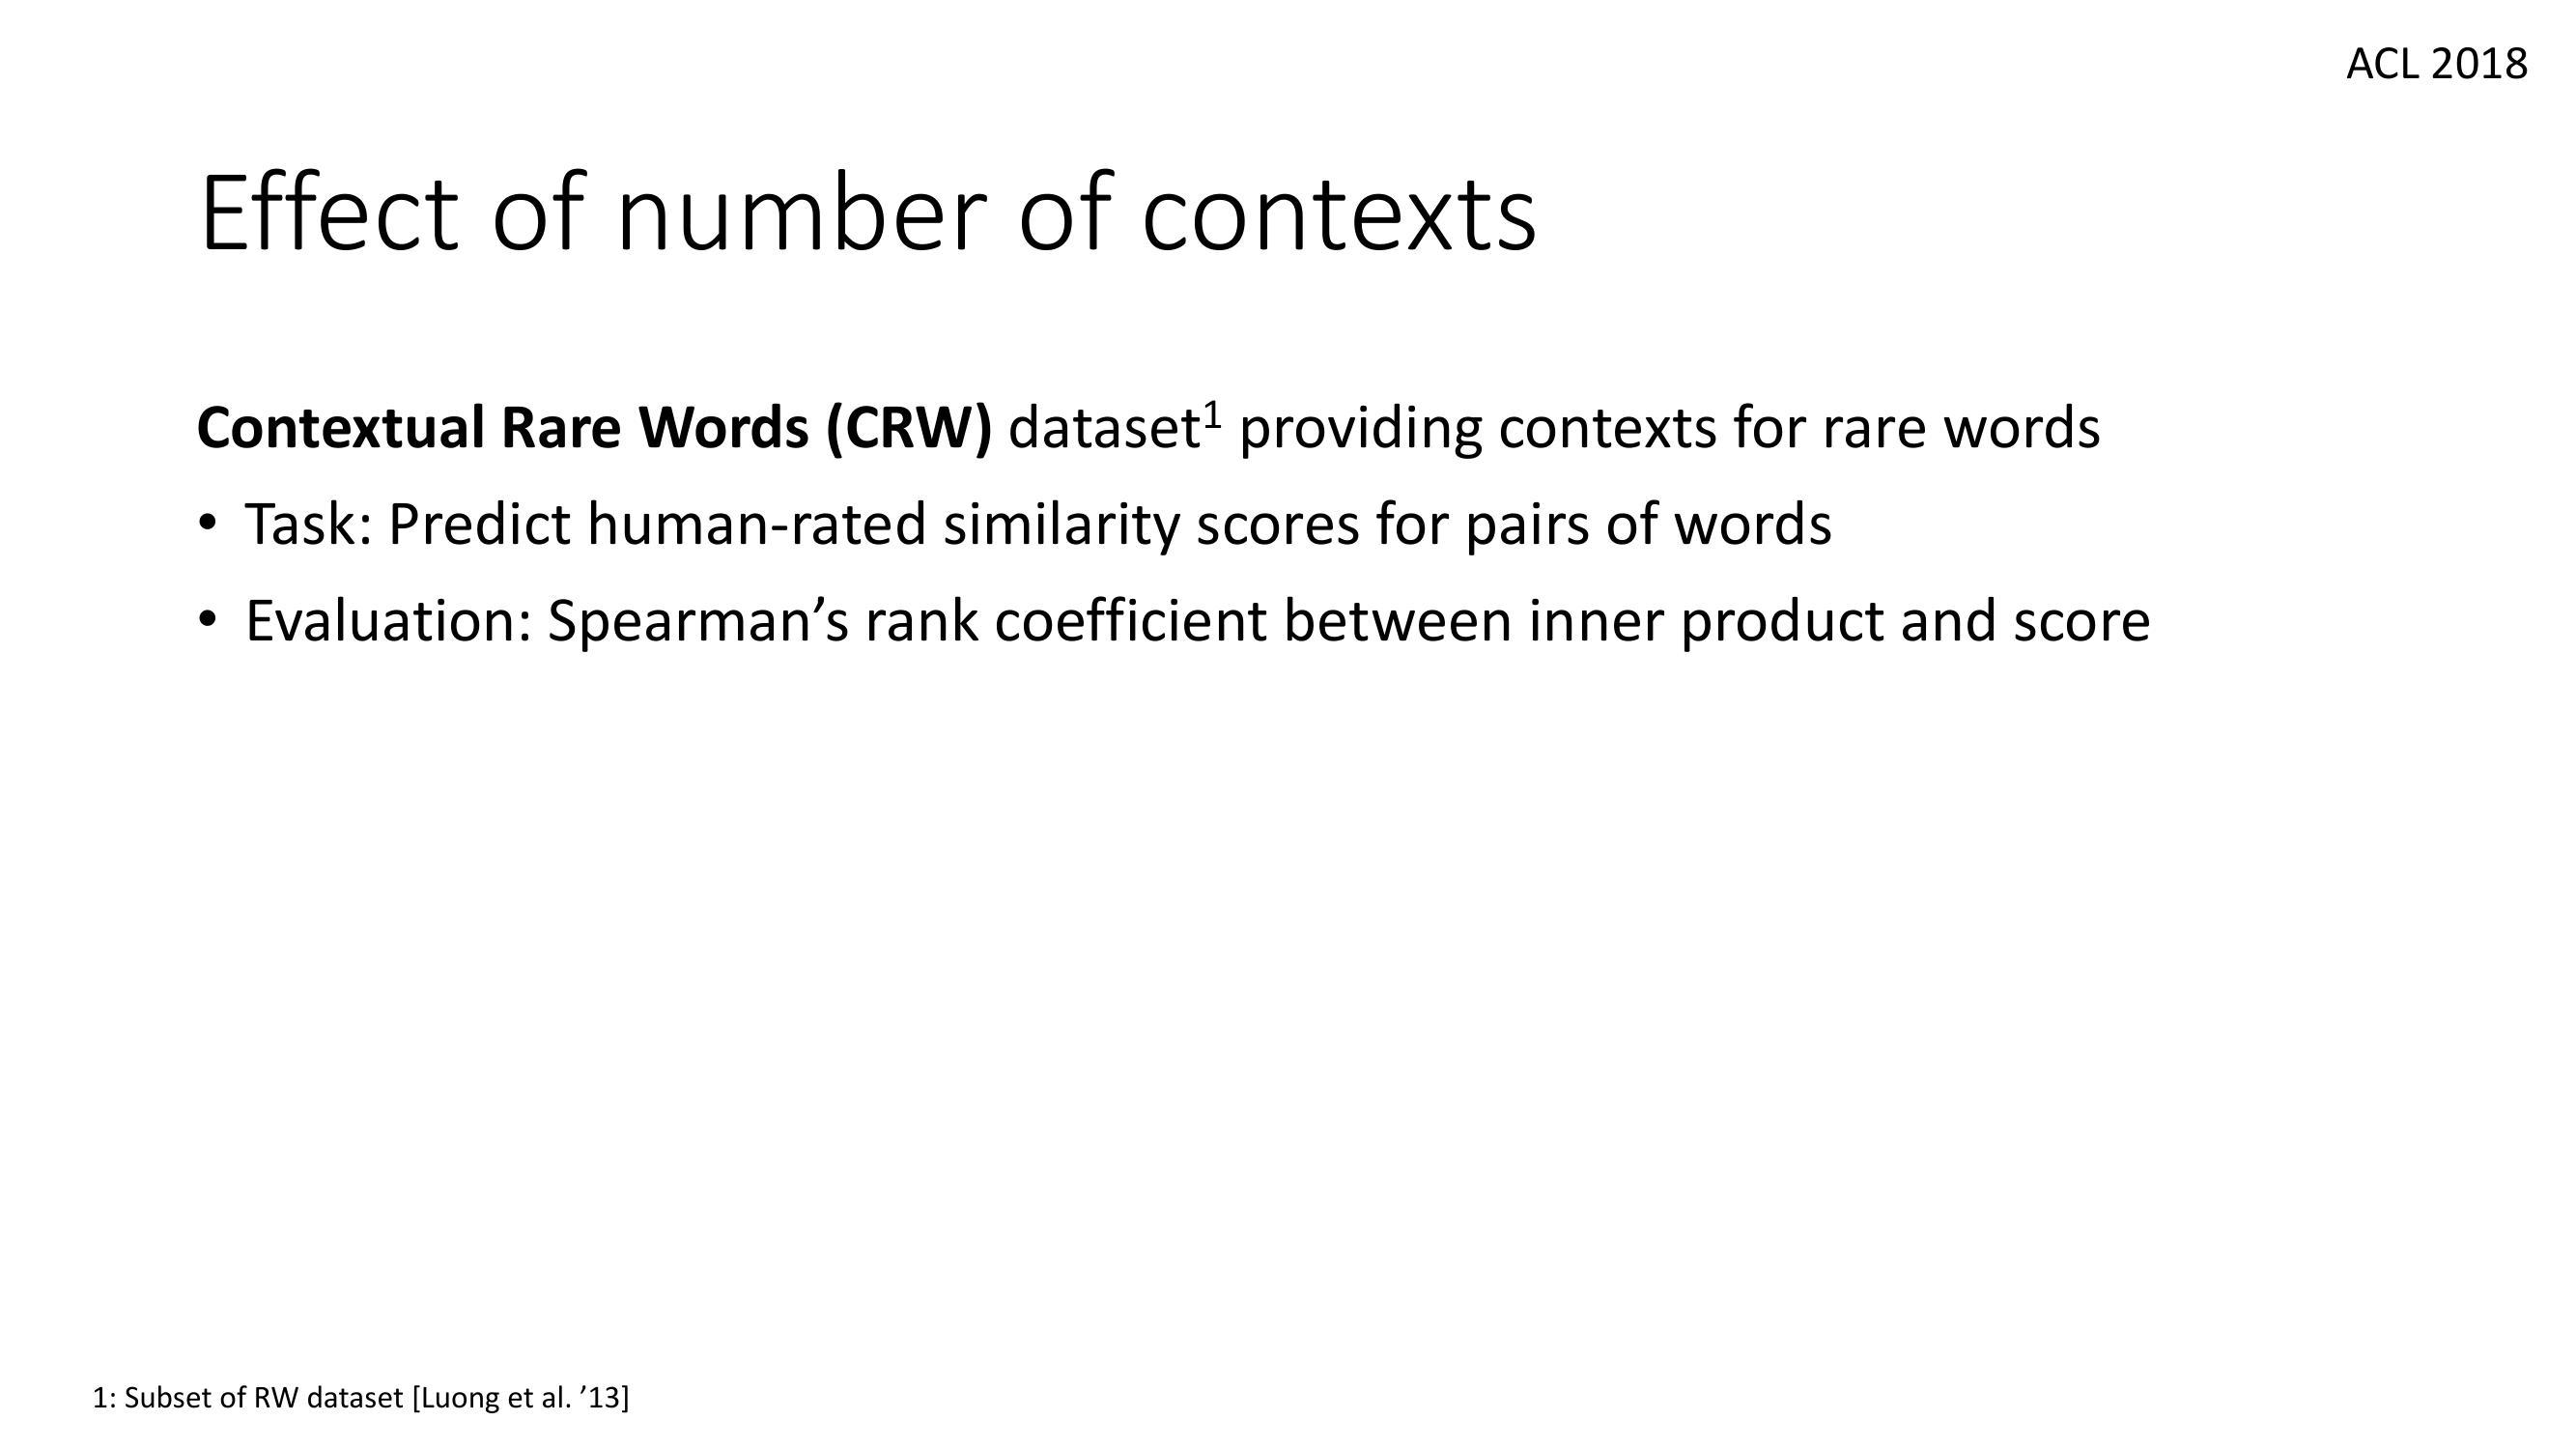 ACL 2018
Effect of number of contexts
Contextual Rare Words (CRW) dataset¹ providing contexts for rare words
• Task: Predict human-rated similarity scores for pairs of words
• Evaluation: Spearman’s rank coefficient between inner product and score
1: Subset of RW dataset [Luong et al. ’13]